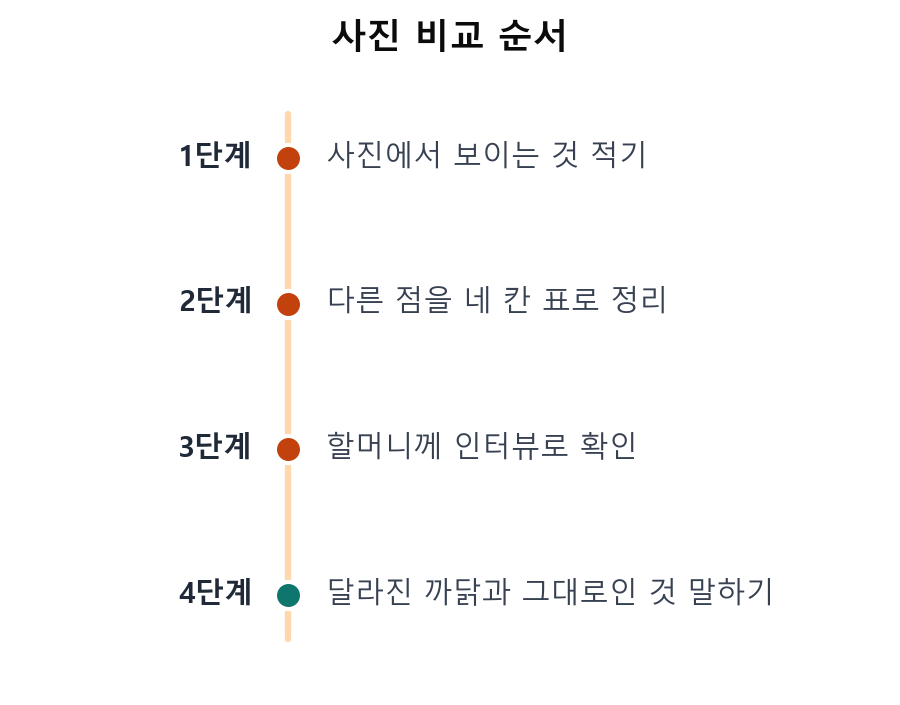 사진 비교 순서
1단계 사진에서 보이는 것 적기
2단계 다른 점을 네 칸 표로 정리
3단계 할머니께 인터뷰로 확인
4단계 달라진 까닭과 그대로인 것 말하기